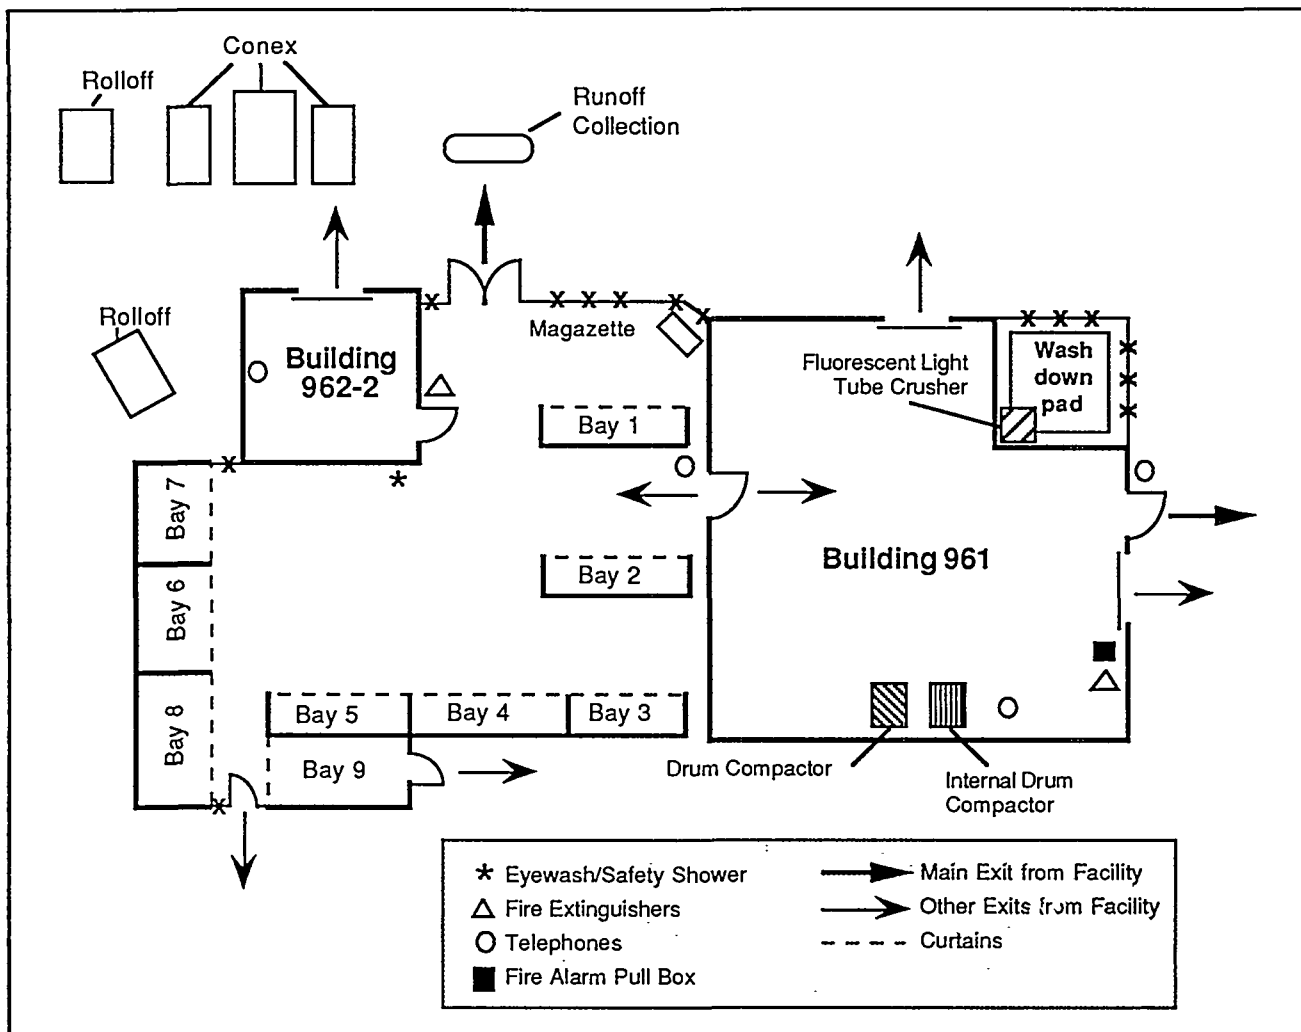 Conex
Rolloff
Runoff
Collection
Rolloff
Magazette
Building
962-2
Fluorescent Light
Tube Crusher
Wash
down
pad
Bay 1
Bay 7
Bay 2
Building 961
Bay 6
Bay 8
Bay 5
Bay 4
Bay 3
Bay 9
Drum Compactor
Internal Drum
Compactor
* Eyewash/Safety Shower
Fire Extinguishers
Telephones
Fire Alarm Pull Box
Main Exit from Facility
Other Exits from Facility
Curtains